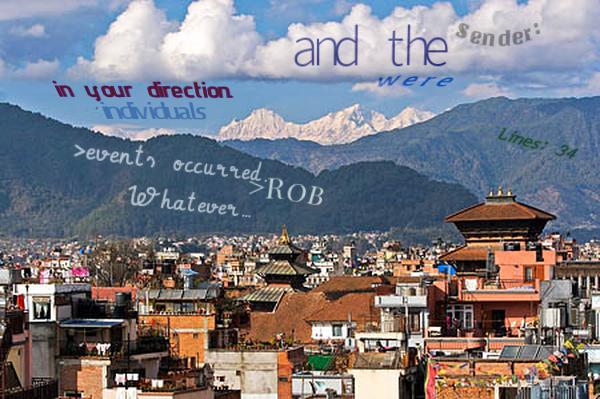 and the
sender:
were
in your direction
individuals
Lines: 34
>events occurred.
>ROB
Whatever...